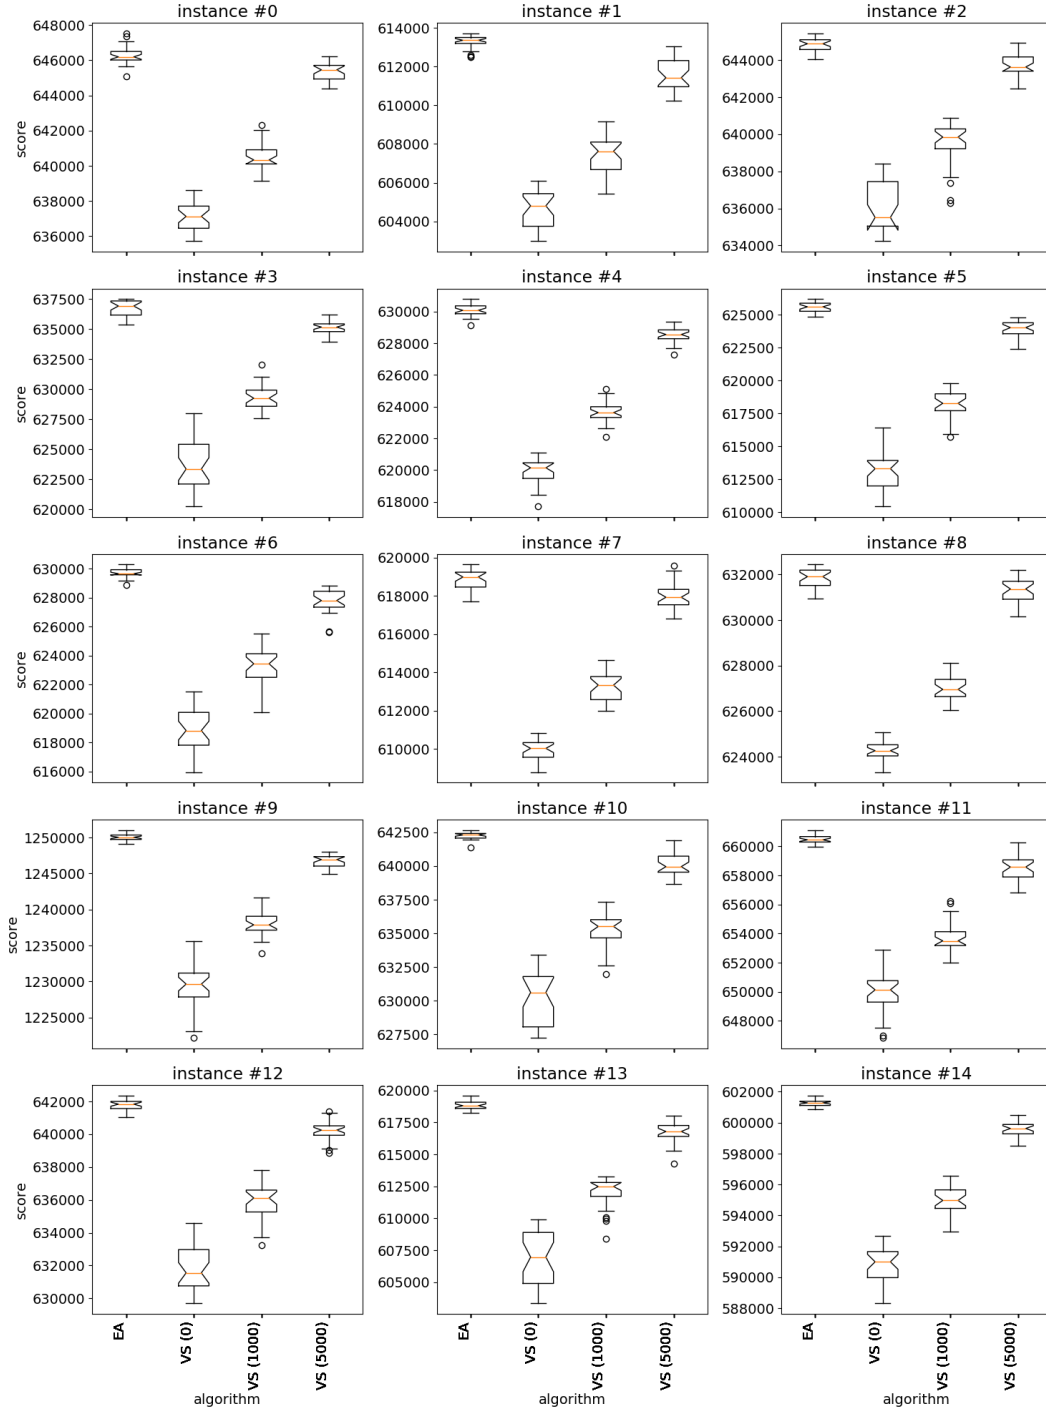 instance #0
648000
646000
644000
642000
640000
638000
636000
score
instance #1
614000
612000
610000
608000
606000
604000
instance #2
644000
642000
640000
638000
636000
634000
instance #3
637500
635000
632500
630000
627500
625000
622500
620000
score
instance #4
630000
628000
626000
624000
622000
620000
618000
instance #5
625000
622500
620000
617500
615000
612500
610000
instance #6
630000
628000
626000
624000
622000
620000
618000
616000
score
instance #7
620000
618000
616000
614000
612000
610000
instance #8
632000
630000
628000
626000
624000
instance #9
1250000
1245000
1240000
1235000
1230000
1225000
score
instance #10
642500
640000
637500
635000
632500
630000
627500
instance #11
660000
658000
656000
654000
652000
650000
648000
instance #12
642000
640000
638000
636000
634000
632000
630000
score
EA
VS (0)
VS (1000)
VS (5000)
algorithm
instance #13
620000
617500
615000
612500
610000
607500
605000
EA
VS (0)
VS (1000)
VS (5000)
algorithm
instance #14
602000
600000
598000
596000
594000
592000
590000
588000
EA
VS (0)
VS (1000)
VS (5000)
algorithm